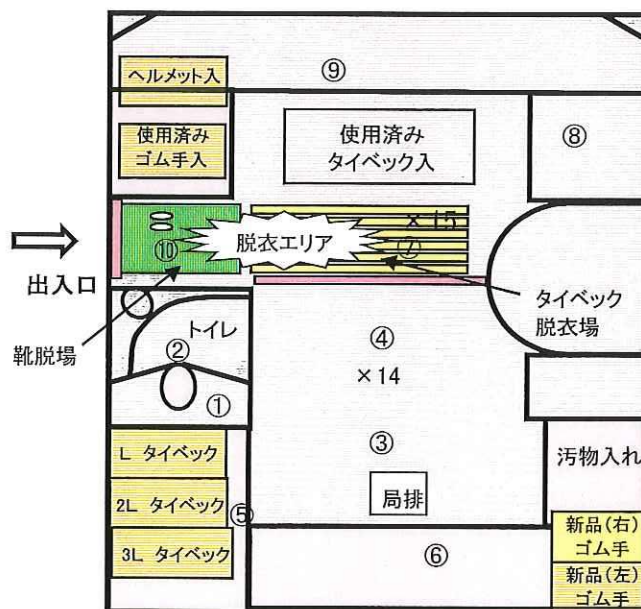 ⑨
ヘルメット入
使用済み
ゴム手入
使用済み
タイベック入
⑧
×15
脱衣エリア
⑩
⑦
出入口
靴脱場
タイベック
脱衣場
トイレ
②
①
④
×14
③
局排
L タイベック
2L タイベック
3L タイベック
⑤
⑥
汚物入れ
新品(右)
ゴム手
新品(左)
ゴム手